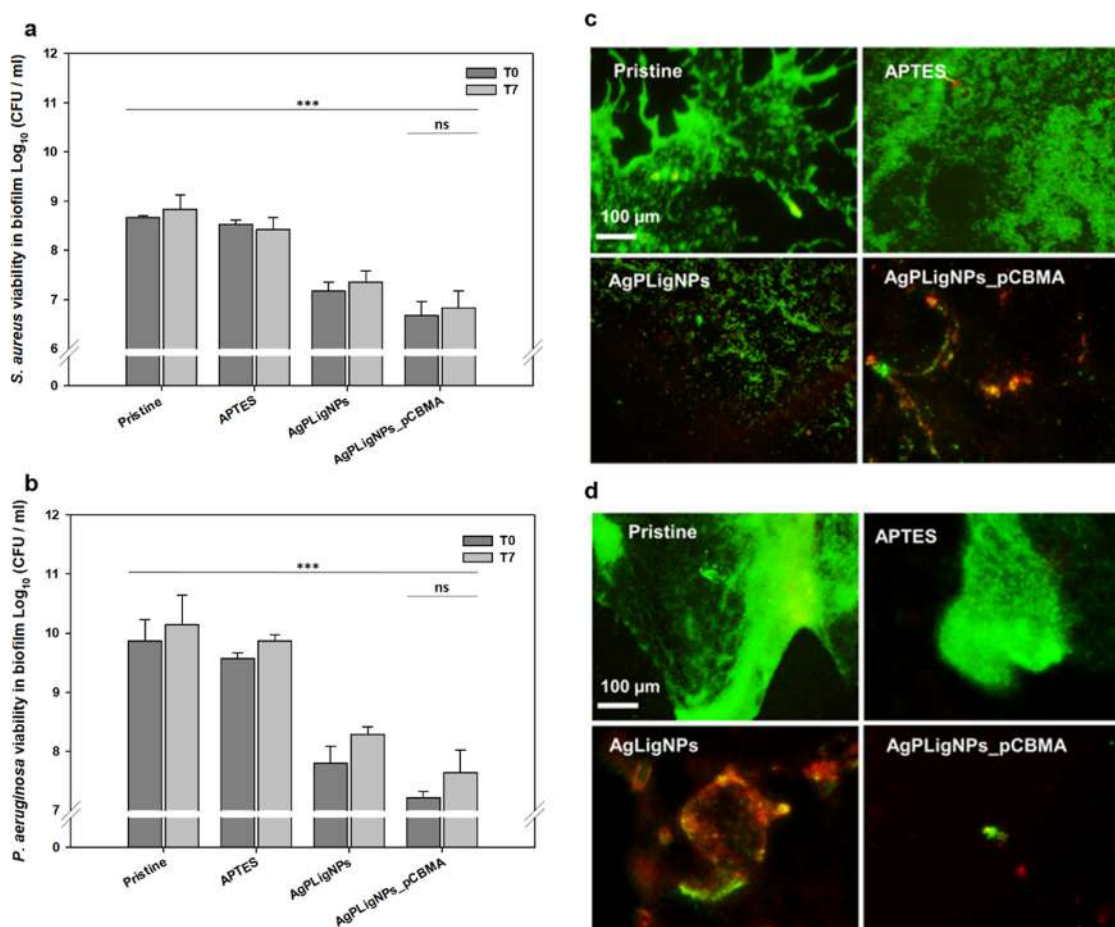 a
S. aureus viability in biofilm Log10 (CFU / ml)
12
11
10
9
8
7
6
0
T0
T7
***
ns
Pristine
APTES
AgPLigNPs
AgPLigNPs_pCBMA
b
P. aeruginosa viability in biofilm Log10 (CFU / ml)
12
11
10
9
8
7
0
T0
T7
***
ns
Pristine
APTES
AgPLigNPs
AgPLigNPs_pCBMA
c
Pristine
APTES
100 µm
AgPLigNPs
AgPLigNPs_pCBMA
d
Pristine
APTES
100 µm
AgLigNPs
AgPLigNPs_pCBMA